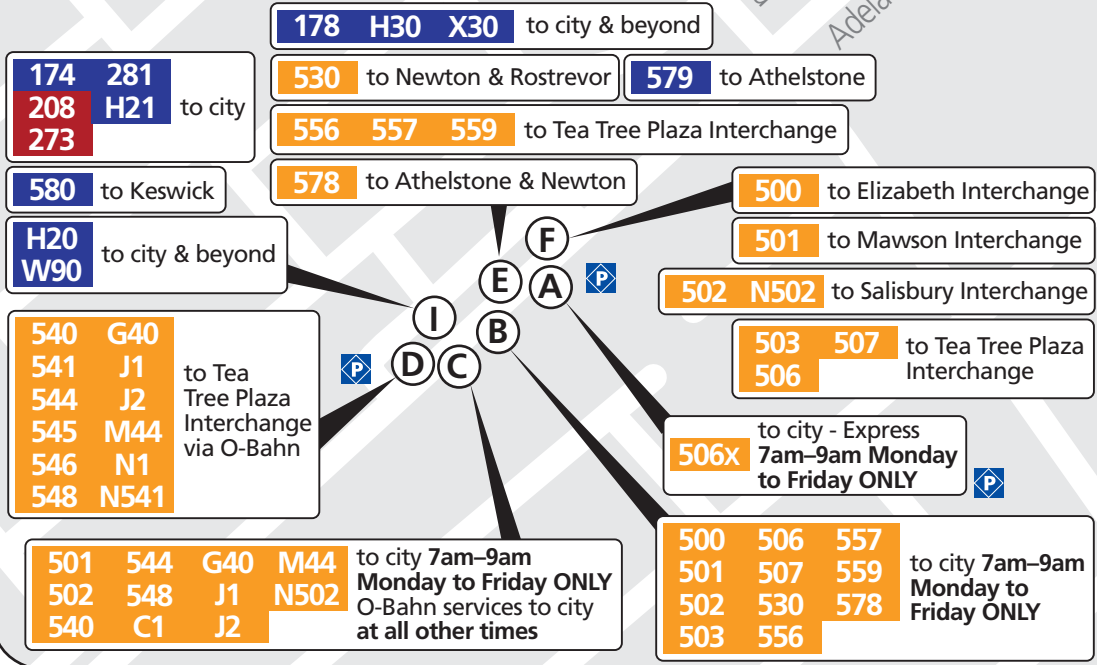 Adela
178 H30 X30 to city & beyond
174 281
208 H21 to city
273
530 to Newton & Rostrevor
579 to Athelstone
556 557 559 to Tea Tree Plaza Interchange
580 to Keswick
578 to Athelstone & Newton
500 to Elizabeth Interchange
H20
W90
to city & beyond
501 to Mawson Interchange
502 N502 to Salisbury Interchange
503 507
506
to Tea Tree Plaza
Interchange
F
E
A
P
I
B
D
C
P
540 G40
541 J1
544 J2
545 M44
546 N1
548 N541
to Tea
Tree Plaza
Interchange
via O-Bahn
506x
to city - Express
7am–9am Monday
to Friday ONLY
P
501 544 G40 M44
502 548 J1 N502
540 C1 J2
to city 7am–9am
Monday to Friday ONLY
O-Bahn services to city
at all other times
500 506 557
501 507 559
502 530 578
503 556
to city 7am–9am
Monday to
Friday ONLY